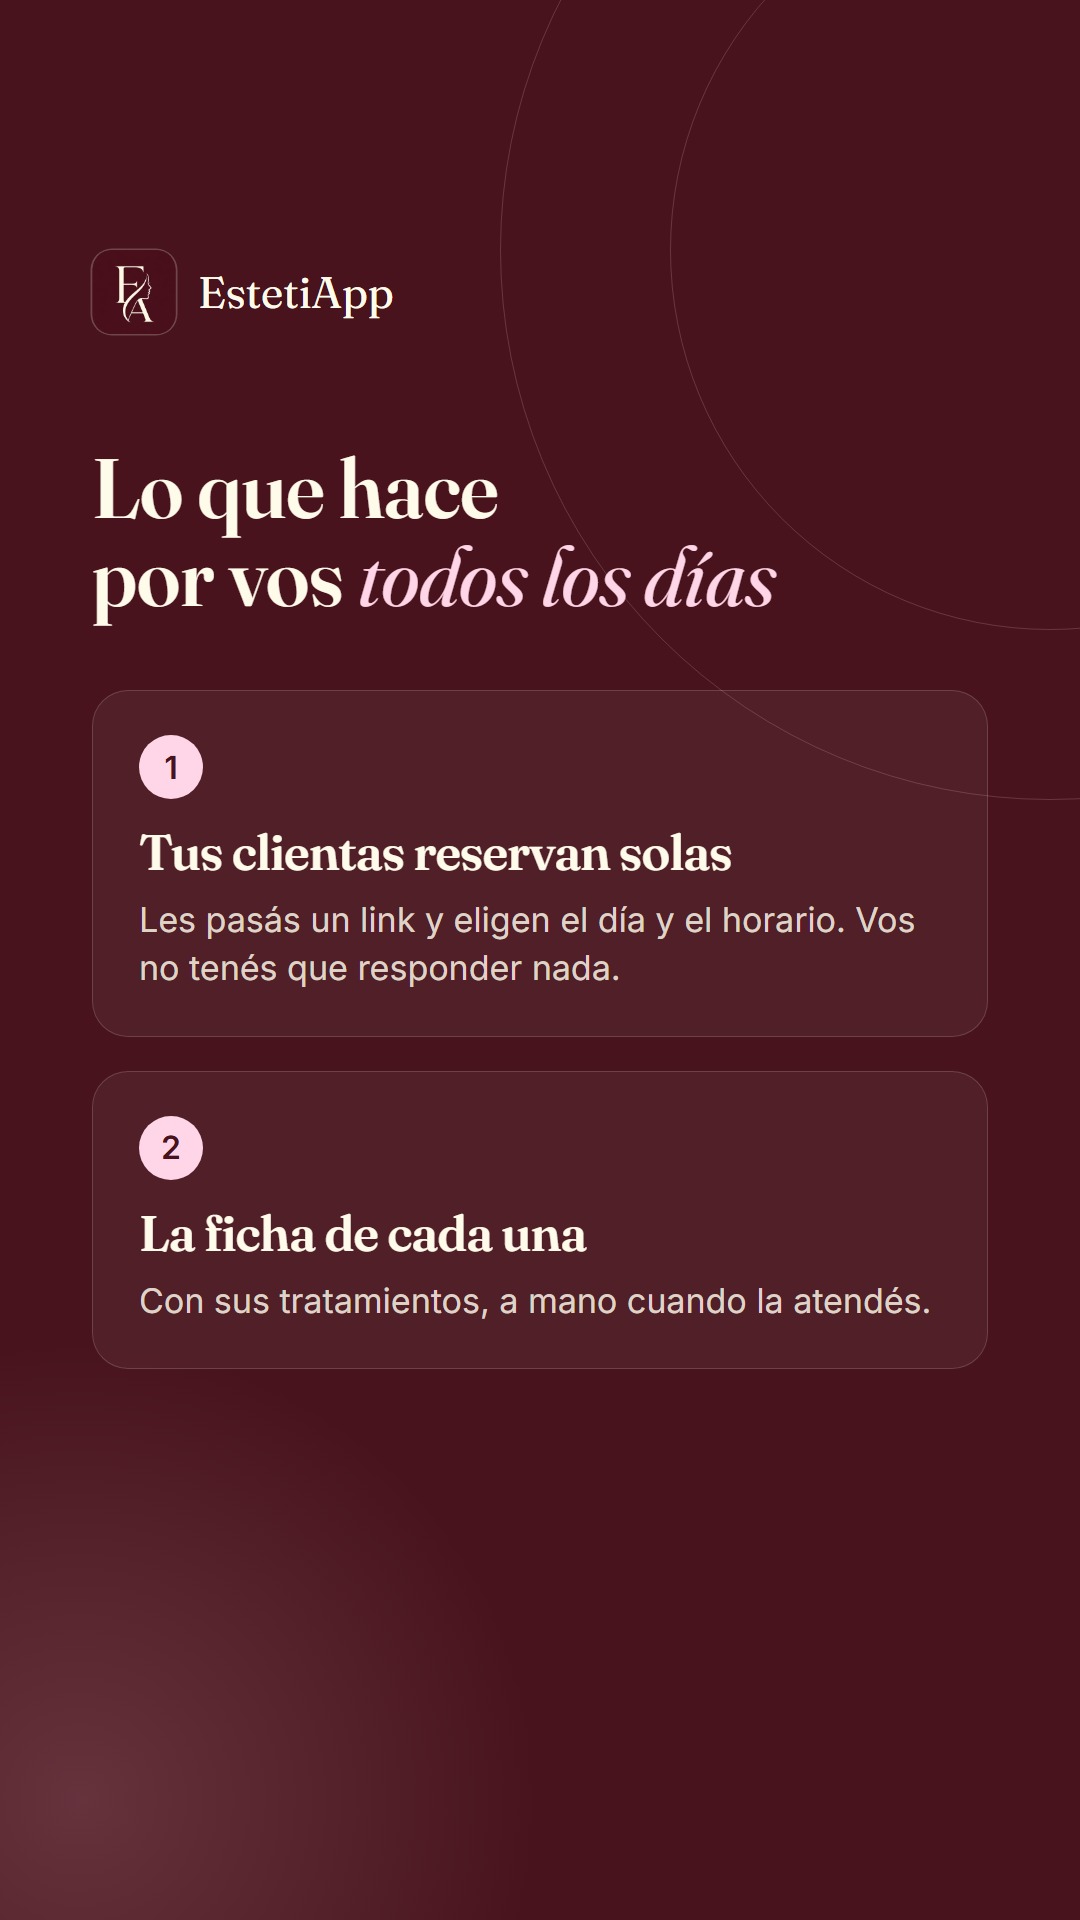 EA
EstetiApp
Lo que hace
por vos todos los días
1
Tus clientas reservan solas
Les pasás un link y eligen el día y el horario. Vos
no tenés que responder nada.
2
La ficha de cada una
Con sus tratamientos, a mano cuando la atendés.